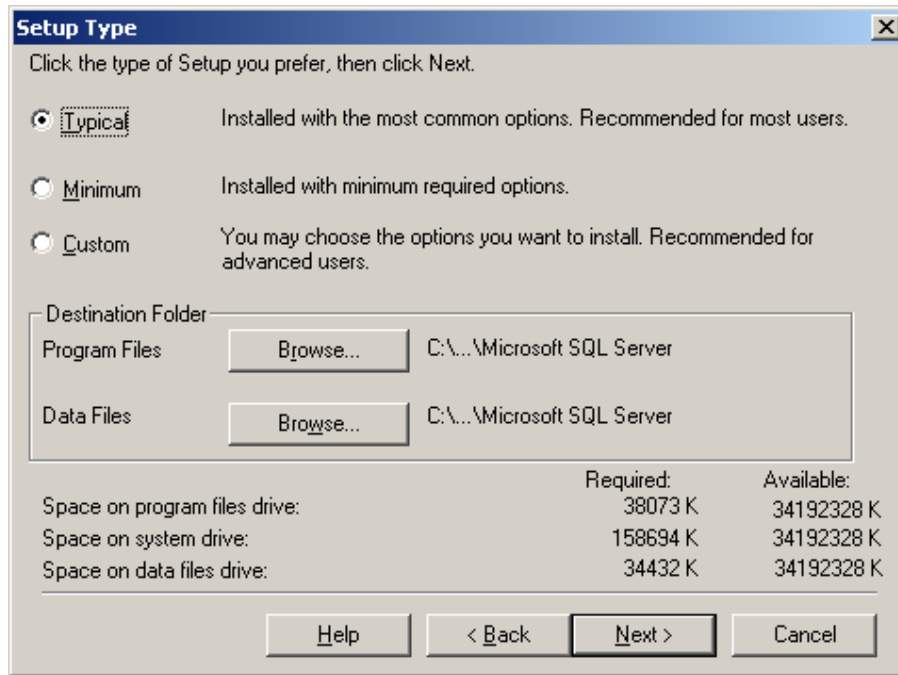 Setup Type
Click the type of Setup you prefer, then click Next.
Typical Installed with the most common options. Recommended for most users.
Minimum Installed with minimum required options.
Custom You may choose the options you want to install. Recommended for
advanced users.
Destination Folder
Program Files Browse... C:\...\Microsoft SQL Server
Data Files Browse... C:\...\Microsoft SQL Server
Required: Available:
Space on program files drive: 38073 K 34192328 K
Space on system drive: 158694 K 34192328 K
Space on data files drive: 34432 K 34192328 K
Help < Back Next > Cancel